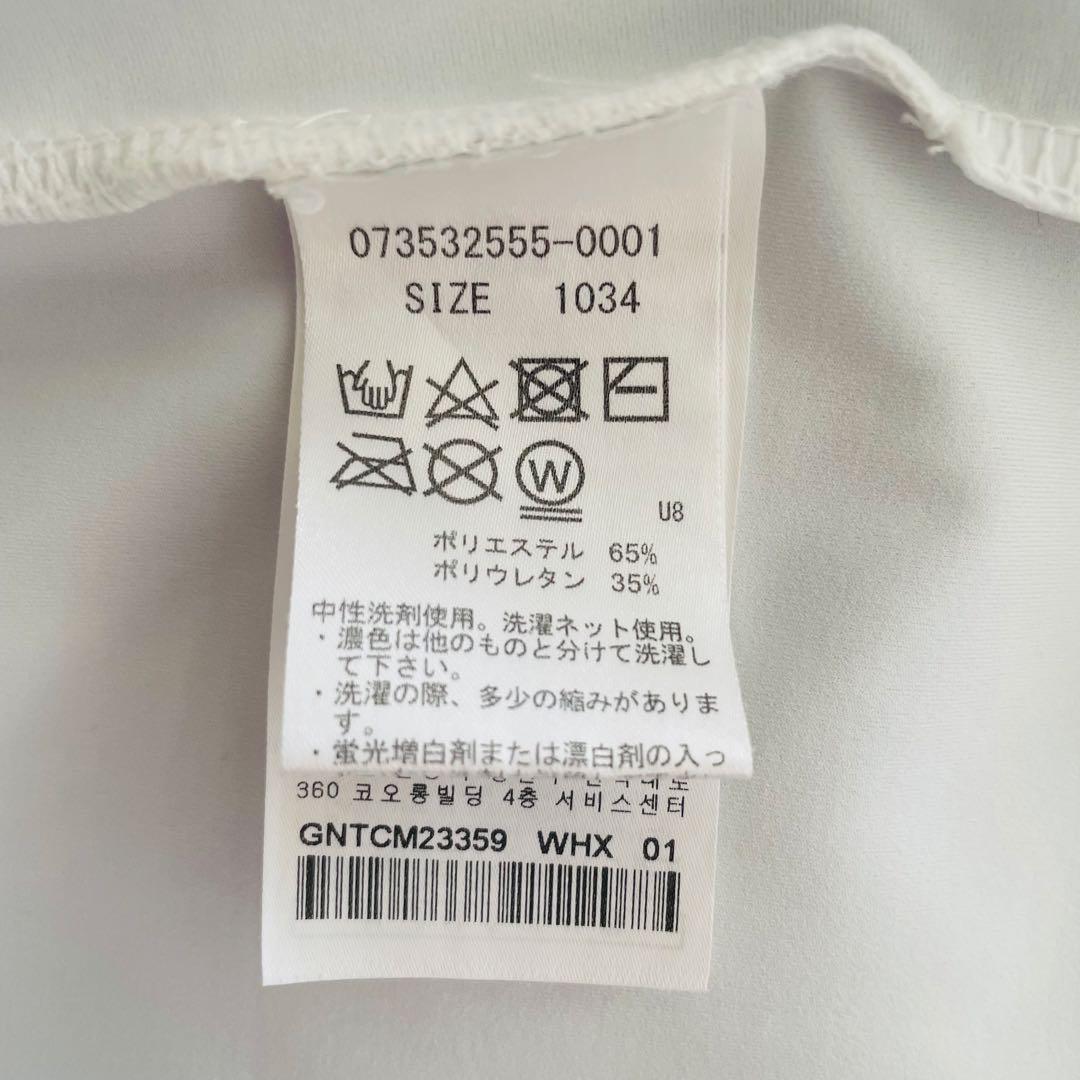 073532555-0001
SIZE 1034
W
U8
ポリエステル 65%
ポリウレタン 35%
中性洗剤使用。洗濯ネット使用。
・濃色は他のものと分けて洗濯し
て下さい。
・洗濯の際、多少の縮みがありま
す。
・蛍光増白剤または漂白剤の入っ
360 코오롱빌딩 4층 서비스센터
GNTCM23359 WHX 01